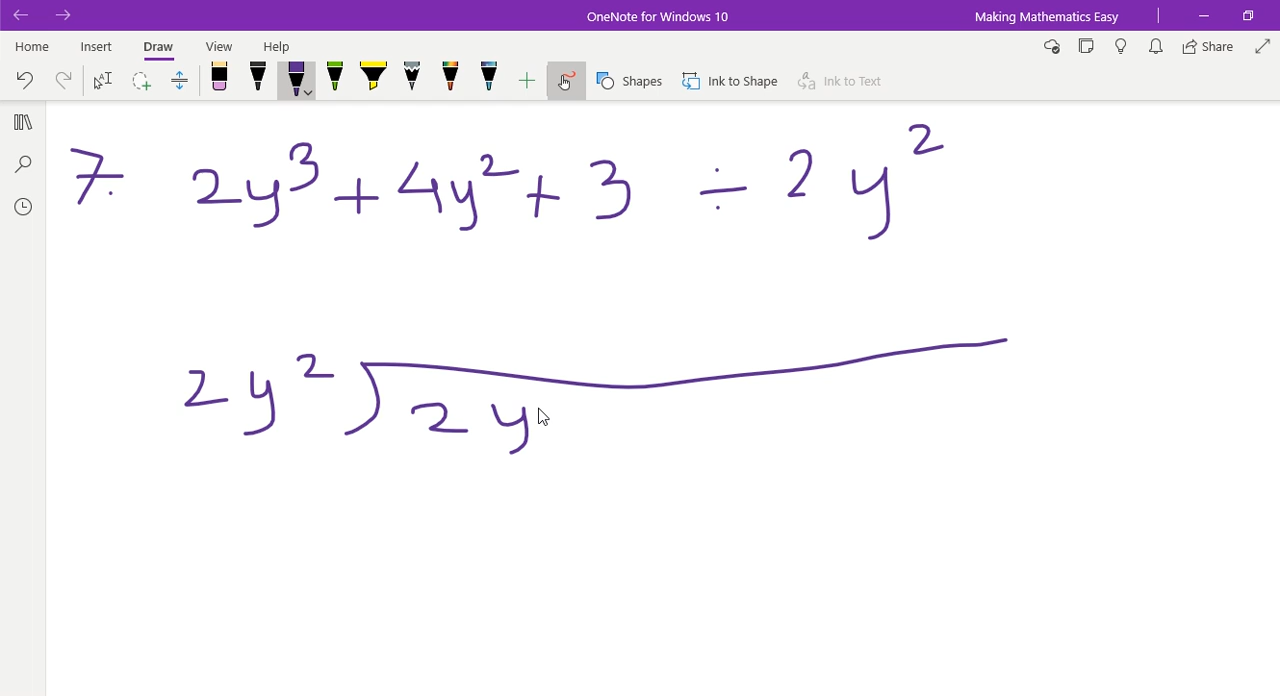 OneNote for Windows 10 Making Mathematics Easy
Home Insert Draw View Help Share
Shapes Ink to Shape Ink to Text
7. 2y³ + 4y² + 3 ÷ 2y²
2y² ) 2y